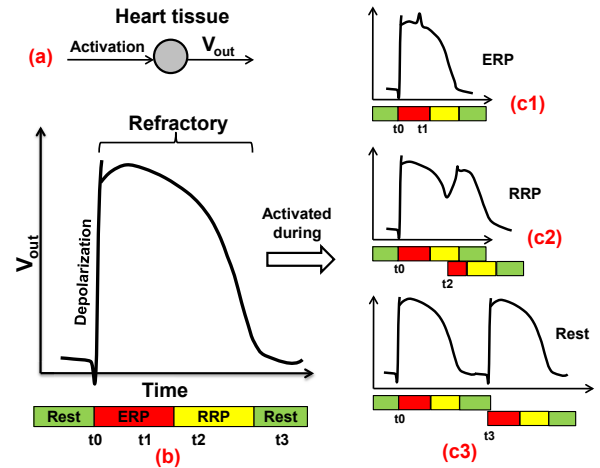 Heart tissue
(a)
Activation
Vout
Refractory
Vout
Depolarization
Time
Rest ERP RRP Rest
t0 t1 t2 t3
(b)
Activated
during
ERP
(c1)
t0 t1
RRP
(c2)
t0 t2
Rest
t0 t3
(c3)